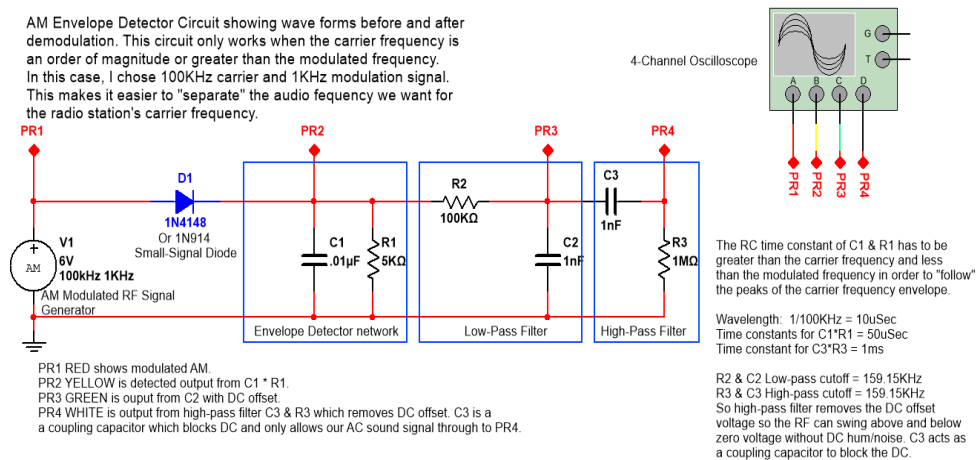 AM Envelope Detector Circuit showing wave forms before and after
demodulation. This circuit only works when the carrier frequency is
an order of magnitude or greater than the modulated frequency.
In this case, I chose 100KHz carrier and 1KHz modulation signal.
This makes it easier to "separate" the audio fequency we want for
the radio station's carrier frequency.
4-Channel Oscilloscope
G
T
A B C D
PR1
PR2
PR3
PR4
PR1
PR2
PR3
PR4
D1
1N4148
Or 1N914
Small-Signal Diode
V1
6V
100kHz 1KHz
AM
AM Modulated RF Signal
Generator
C1
.01µF
R1
5KΩ
Envelope Detector network
R2
100KΩ
C2
1nF
Low-Pass Filter
C3
1nF
R3
1MΩ
High-Pass Filter
The RC time constant of C1 & R1 has to be
greater than the carrier frequency and less
than the modulated frequency in order to "follow"
the peaks of the carrier frequency envelope.
Wavelength: 1/100KHz = 10uSec
Time constants for C1*R1 = 50uSec
Time constant for C3*R3 = 1ms
R2 & C2 Low-pass cutoff = 159.15KHz
R3 & C3 High-pass cutoff = 159.15KHz
So high-pass filter removes the DC offset
voltage so the RF can swing above and below
zero voltage without DC hum/noise. C3 acts as
a coupling capacitor to block the DC.
PR1 RED shows modulated AM.
PR2 YELLOW is detected output from C1 * R1.
PR3 GREEN is ouput from C2 with DC offset.
PR4 WHITE is output from high-pass filter C3 & R3 which removes DC offset. C3 is a
a coupling capacitor which blocks DC and only allows our AC sound signal through to PR4.